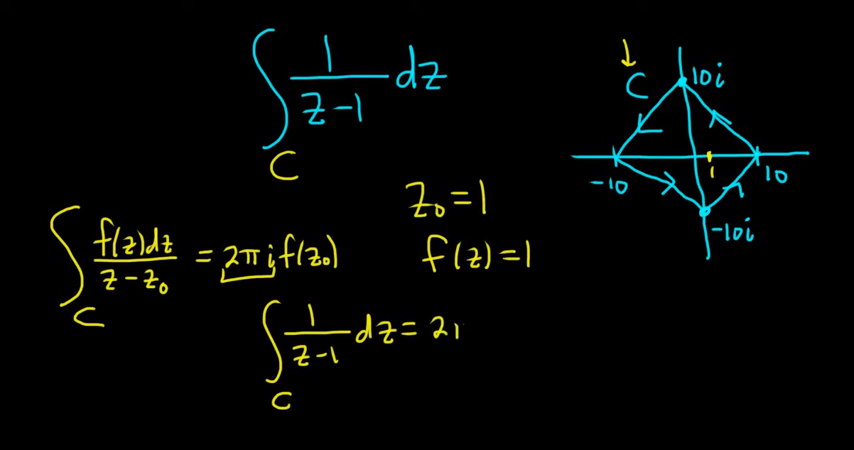 ∫_C 1/(z-1) dz
C
10i
-10
1
10
-10i
z₀ = 1
∫_C f(z)dz/(z-z₀) = 2πi f(z₀)
f(z) = 1
∫_C 1/(z-1) dz =